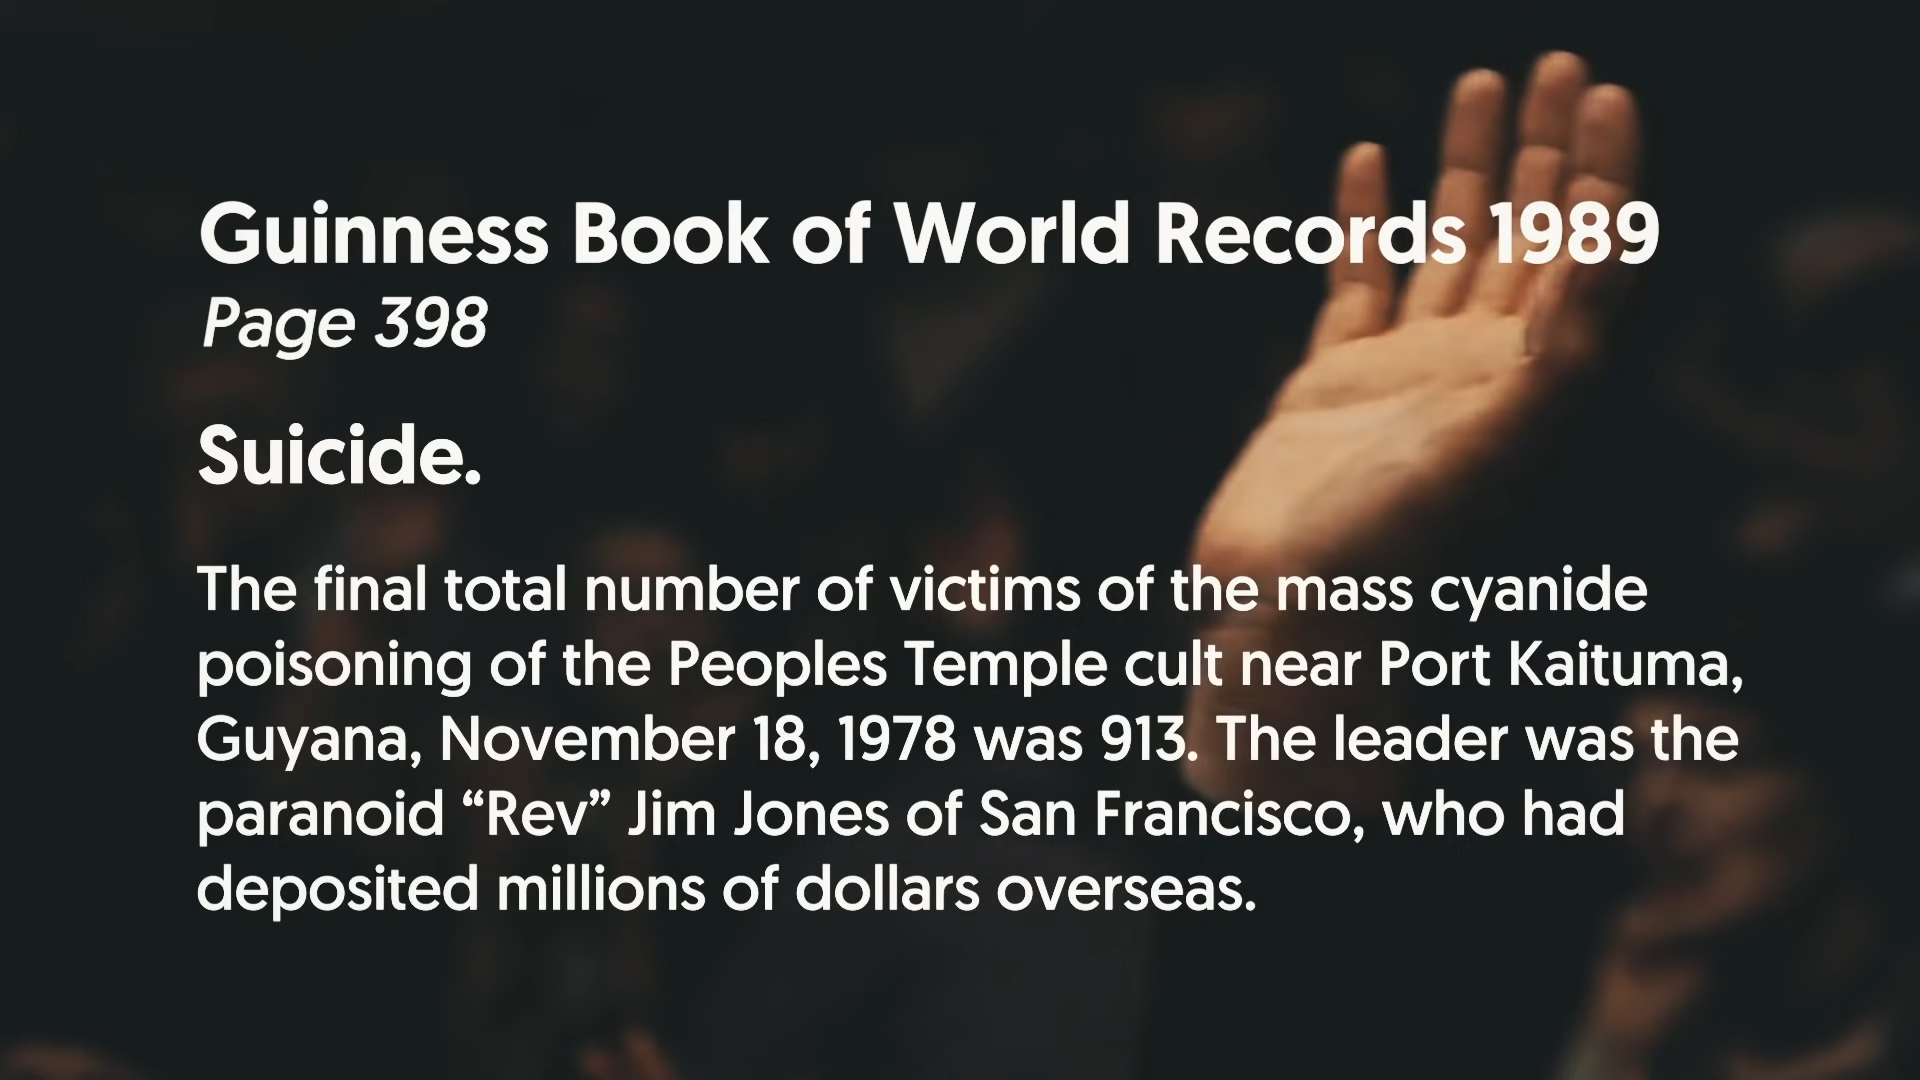 Guinness Book of World Records 1989
Page 398
Suicide.
The final total number of victims of the mass cyanide
poisoning of the Peoples Temple cult near Port Kaituma,
Guyana, November 18, 1978 was 913. The leader was the
paranoid “Rev” Jim Jones of San Francisco, who had
deposited millions of dollars overseas.